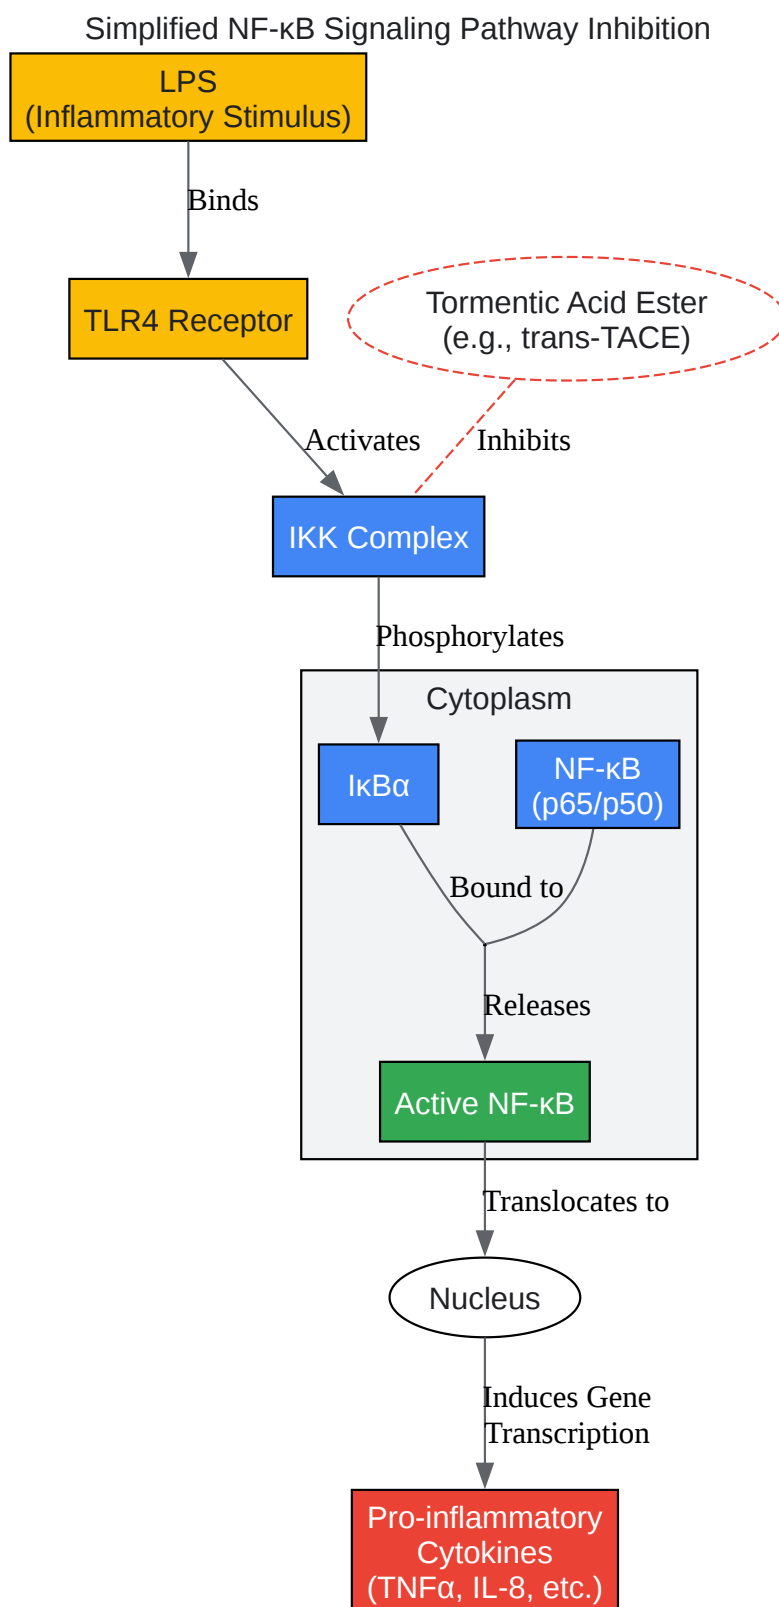 Simplified NF-κB Signaling Pathway Inhibition
LPS
(Inflammatory Stimulus)
Binds
TLR4 Receptor
Tormentic Acid Ester
(e.g., trans-TACE)
Activates
Inhibits
IKK Complex
Phosphorylates
Cytoplasm
IκBα
NF-κB
(p65/p50)
Bound to
Releases
Active NF-κB
Translocates to
Nucleus
Induces Gene
Transcription
Pro-inflammatory
Cytokines
(TNFα, IL-8, etc.)